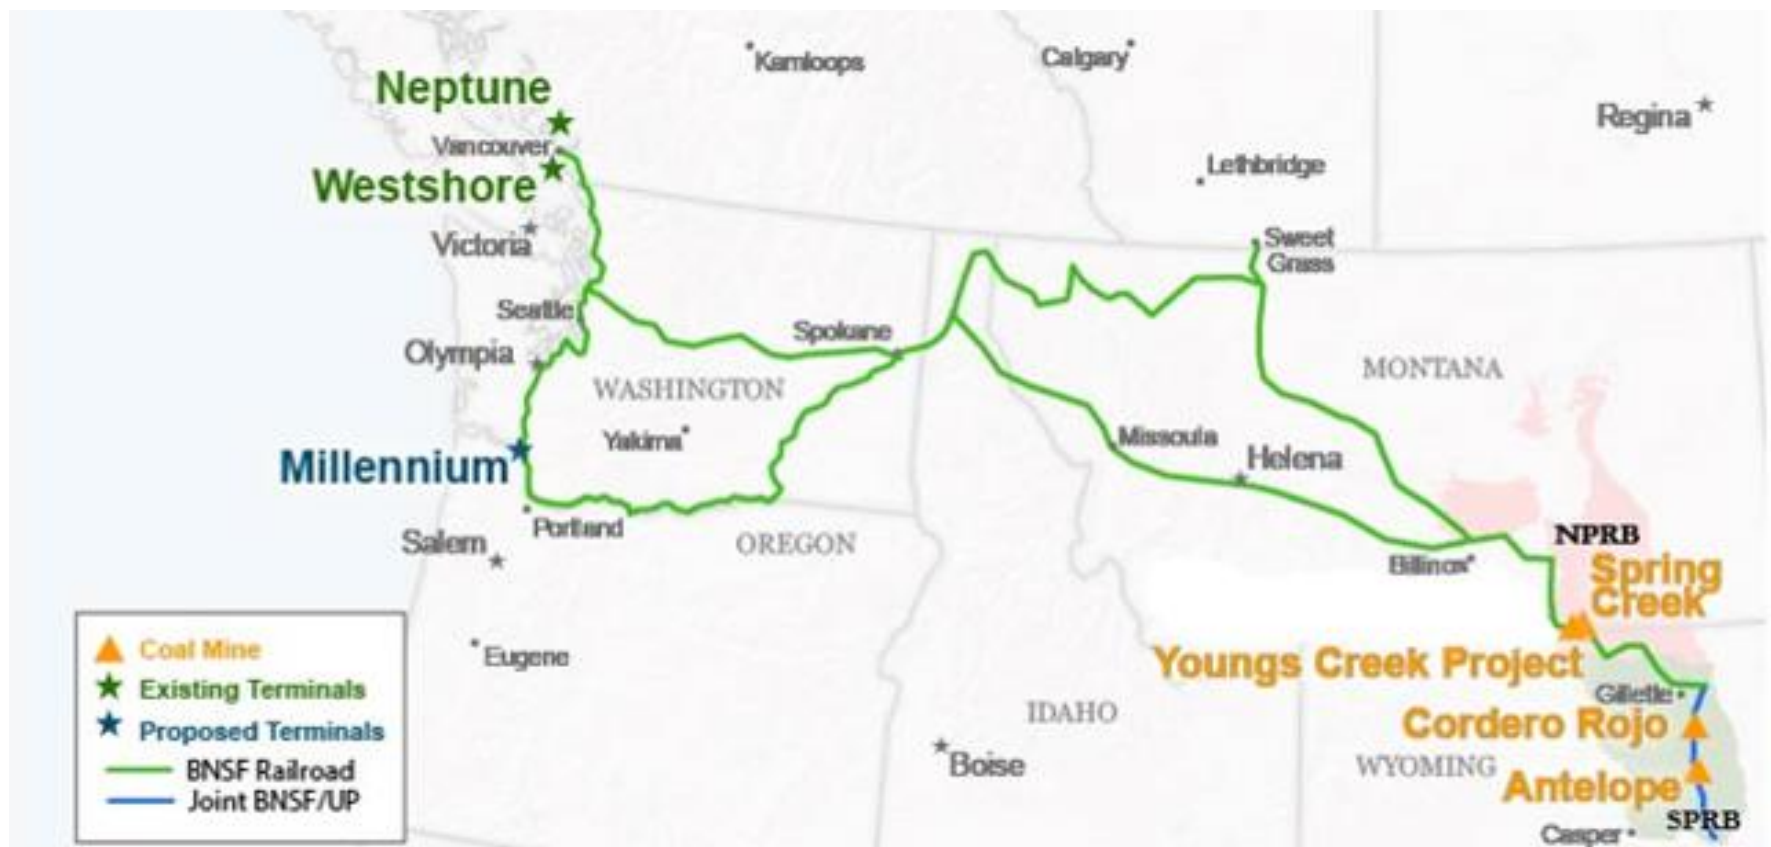 Kamloops
Calgary
Neptune
Regina
Vancouver
Lethbridge
Westshore
Victoria
Sweet
Grass
Seattle
Spokane
Olympia
MONTANA
WASHINGTON
Yakima
Missoula
Helena
Millennium
Portland
Salem
OREGON
NPRB
Billings
Spring
Creek
Coal Mine
Eugene
Youngs Creek Project
Existing Terminals
Gillette
IDAHO
Cordero Rojo
Proposed Terminals
Boise
WYOMING
BNSF Railroad
Antelope
Joint BNSF/UP
SPRB
Casper